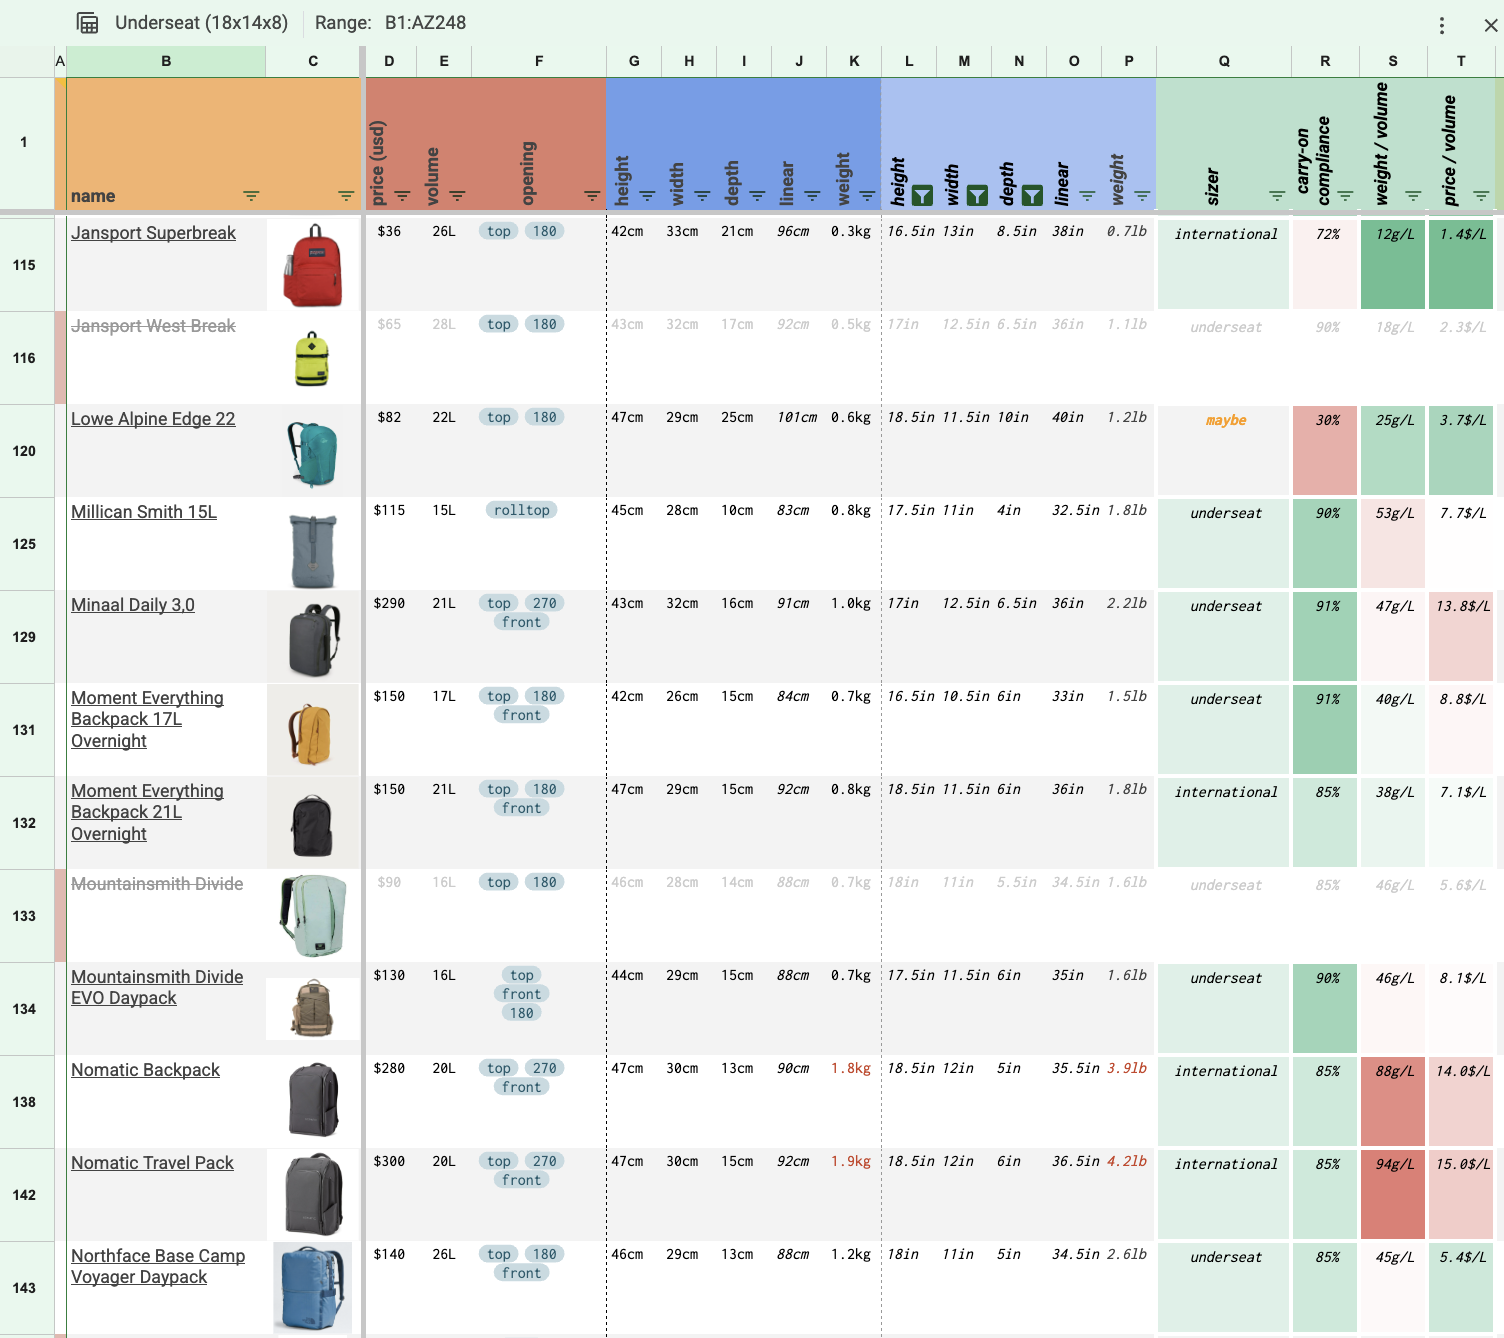 Underseat (18x14x8) Range: B1:AZ248
A B C D E F G H I J K L M N O P Q R S T
1 name price (usd) volume opening height width depth linear weight height width depth linear weight sizer carry-on compliance weight / volume price / volume
115 Jansport Superbreak $36 26L top 180 42cm 33cm 21cm 96cm 0.3kg 16.5in 13in 8.5in 38in 0.7lb international 72% 12g/L 1.4$/L
116 Jansport West Break $65 28L top 180 43cm 32cm 17cm 92cm 0.5kg 17in 12.5in 6.5in 36in 1.1lb underseat 90% 18g/L 2.3$/L
120 Lowe Alpine Edge 22 $82 22L top 180 47cm 29cm 25cm 101cm 0.6kg 18.5in 11.5in 10in 40in 1.2lb maybe 30% 25g/L 3.7$/L
125 Millican Smith 15L $115 15L rolltop 45cm 28cm 10cm 83cm 0.8kg 17.5in 11in 4in 32.5in 1.8lb underseat 90% 53g/L 7.7$/L
129 Minaal Daily 3,0 $290 21L top 270 43cm 32cm 16cm 91cm 1.0kg 17in 12.5in 6.5in 36in 2.2lb underseat 91% 47g/L 13.8$/L
front
131 Moment Everything $150 17L top 180 42cm 26cm 15cm 84cm 0.7kg 16.5in 10.5in 6in 33in 1.5lb underseat 91% 40g/L 8.8$/L
Backpack 17L front
Overnight
132 Moment Everything $150 21L top 180 47cm 29cm 15cm 92cm 0.8kg 18.5in 11.5in 6in 36in 1.8lb international 85% 38g/L 7.1$/L
Backpack 21L front
Overnight
133 Mountainsmith Divide $90 16L top 180 46cm 28cm 14cm 88cm 0.7kg 18in 11in 5.5in 34.5in 1.6lb underseat 85% 46g/L 5.6$/L
134 Mountainsmith Divide $130 16L top 44cm 29cm 15cm 88cm 0.7kg 17.5in 11.5in 6in 35in 1.6lb underseat 90% 46g/L 8.1$/L
EVO Daypack front
180
138 Nomatic Backpack $280 20L top 270 47cm 30cm 13cm 90cm 1.8kg 18.5in 12in 5in 35.5in 3.9lb international 85% 88g/L 14.0$/L
front
142 Nomatic Travel Pack $300 20L top 270 47cm 30cm 15cm 92cm 1.9kg 18.5in 12in 6in 36.5in 4.2lb international 85% 94g/L 15.0$/L
front
143 Northface Base Camp $140 26L top 180 46cm 29cm 13cm 88cm 1.2kg 18in 11in 5in 34.5in 2.6lb underseat 85% 45g/L 5.4$/L
Voyager Daypack front